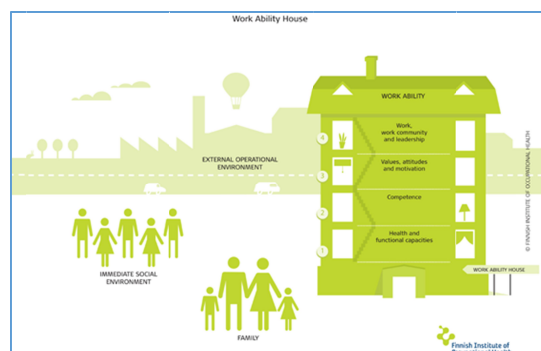 Work Ability House
WORK ABILITY
4
Work,
work community
and leadership
3
Values, attitudes
and motivation
2
Competence
1
Health and
functional capacities
EXTERNAL OPERATIONAL
ENVIRONMENT
IMMEDIATE SOCIAL
ENVIRONMENT
FAMILY
WORK ABILITY HOUSE
© FINNISH INSTITUTE OF OCCUPATIONAL HEALTH
Finnish Institute of